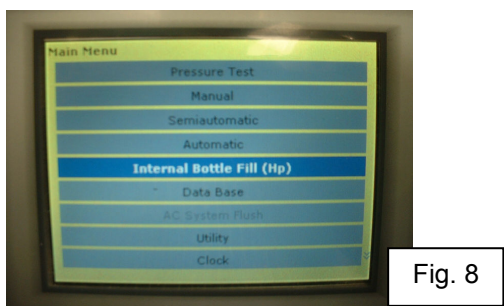 Main Menu
Pressure Test
Manual
Semiautomatic
Automatic
Internal Bottle Fill (Hp)
Data Base
AC System Flush
Utility
Clock
Fig. 8